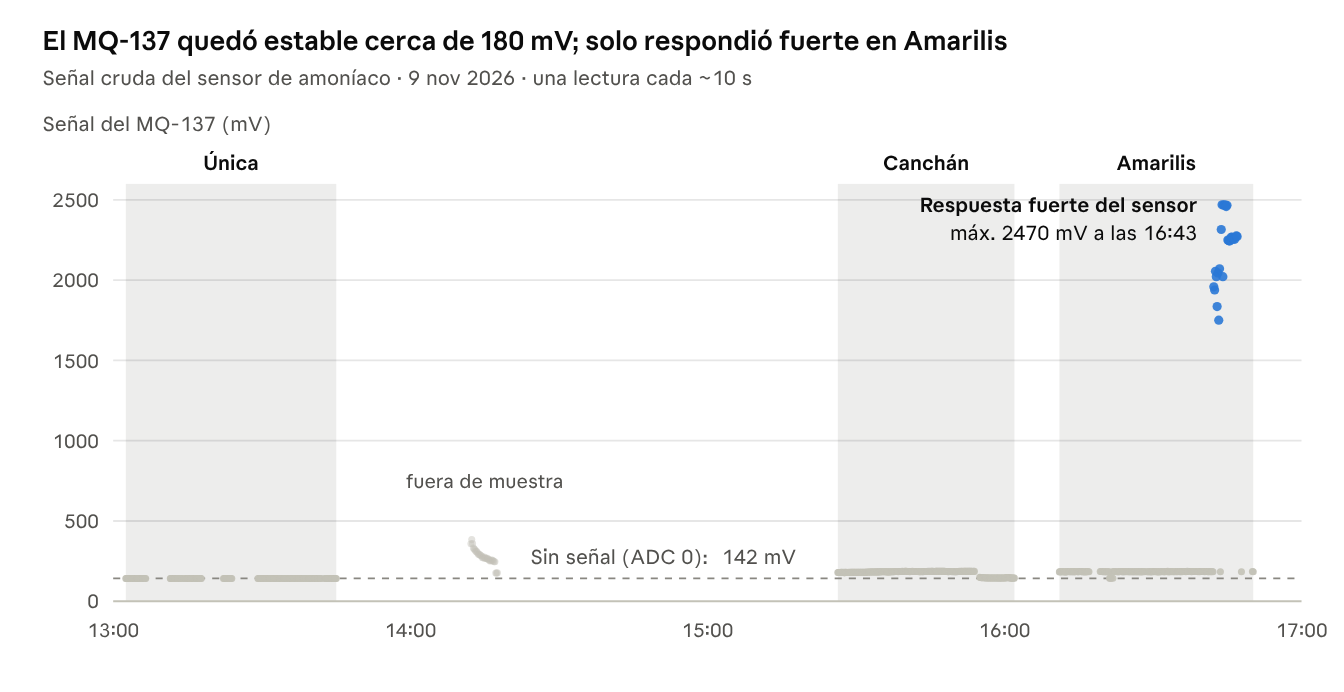 El MQ-137 quedó estable cerca de 180 mV; solo respondió fuerte en Amarilis
Señal cruda del sensor de amoníaco · 9 nov 2026 · una lectura cada ~10 s
Señal del MQ-137 (mV)
Única
Canchán
Amarilis
2500
Respuesta fuerte del sensor
máx. 2470 mV a las 16:43
2000
1500
1000
fuera de muestra
500
Sin señal (ADC 0): 142 mV
0
13:00
14:00
15:00
16:00
17:00